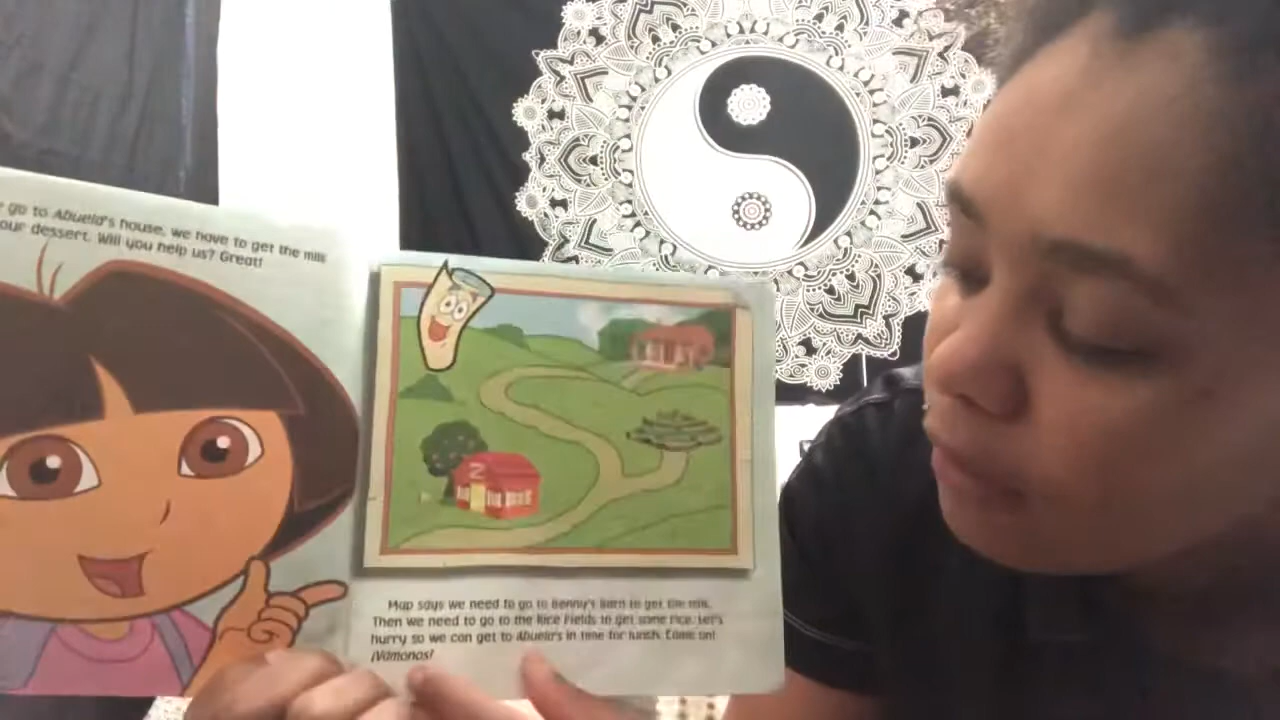 go to Abuela's house, we have to get the milk
our dessert. Will you help us? Great!
Map says we need to go to Benny's Barn to get the milk.
Then we need to go to the Rice Fields to get some rice. Let's
hurry so we can get to Abuela's in time for lunch. Come on!
¡Vámonos!